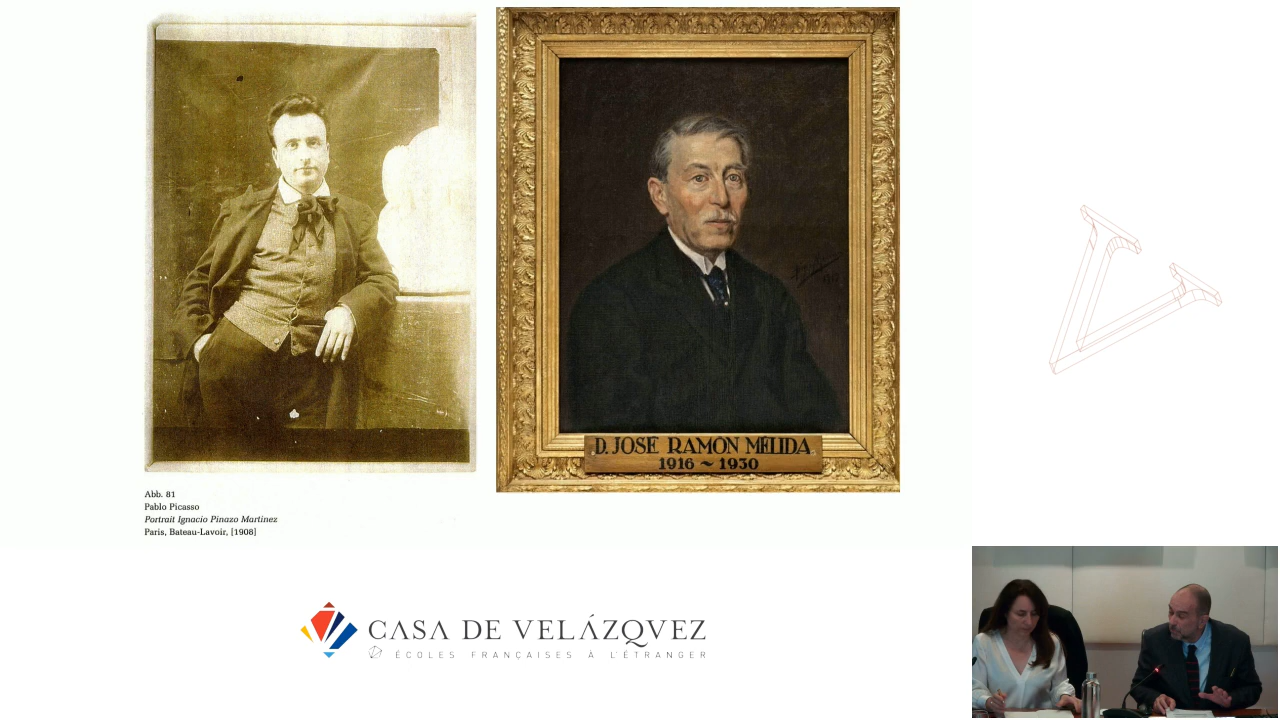 Abb. 81
Pablo Picasso
Portrait Ignacio Pinazo Martinez
Paris, Bateau-Lavoir, [1908]
D. JOSE RAMON MELIDA
1916 ~ 1930
CASA DE VELÁZQVEZ
ÉCOLES FRANÇAISES À L'ÉTRANGER